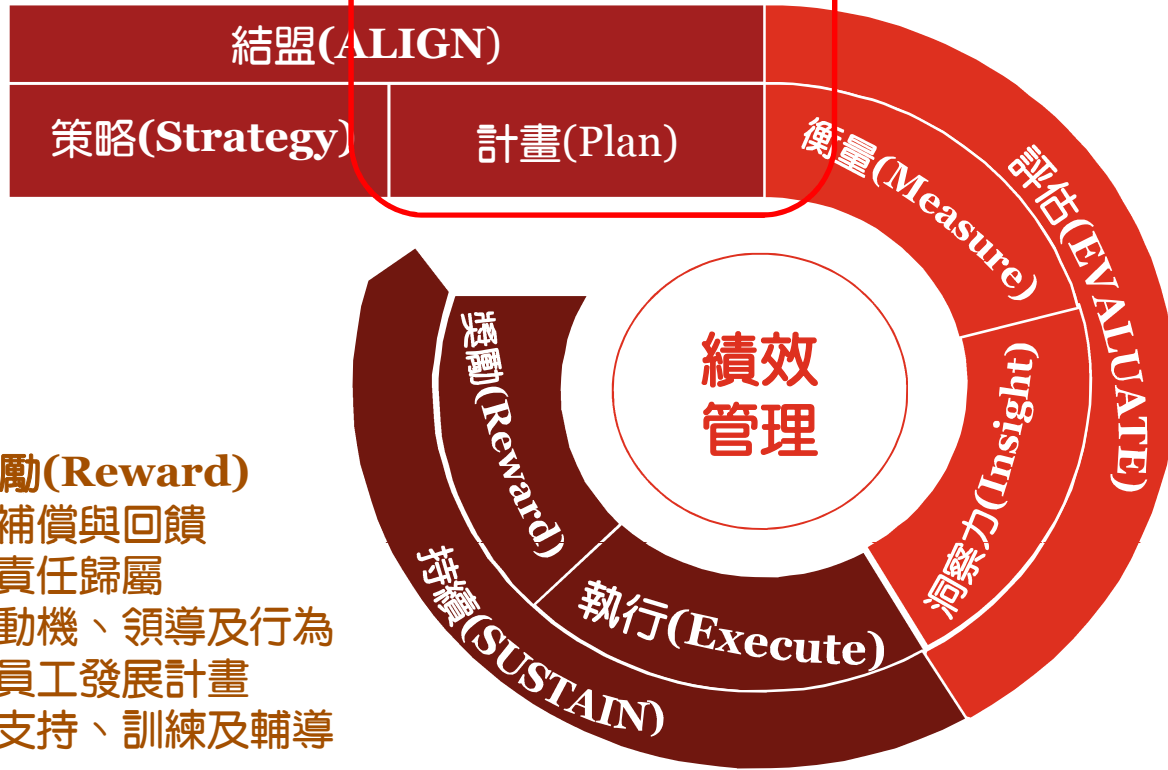 結盟(ALIGN)
策略(Strategy)
計畫(Plan)
衡量(Measure)
評估(EVALUATE)
洞察力(Insight)
績效
管理
獎勵(Reward)
執行(Execute)
持續(SUSTAIN)
勵(Reward)
補償與回饋
責任歸屬
動機、領導及行為
員工發展計畫
支持、訓練及輔導